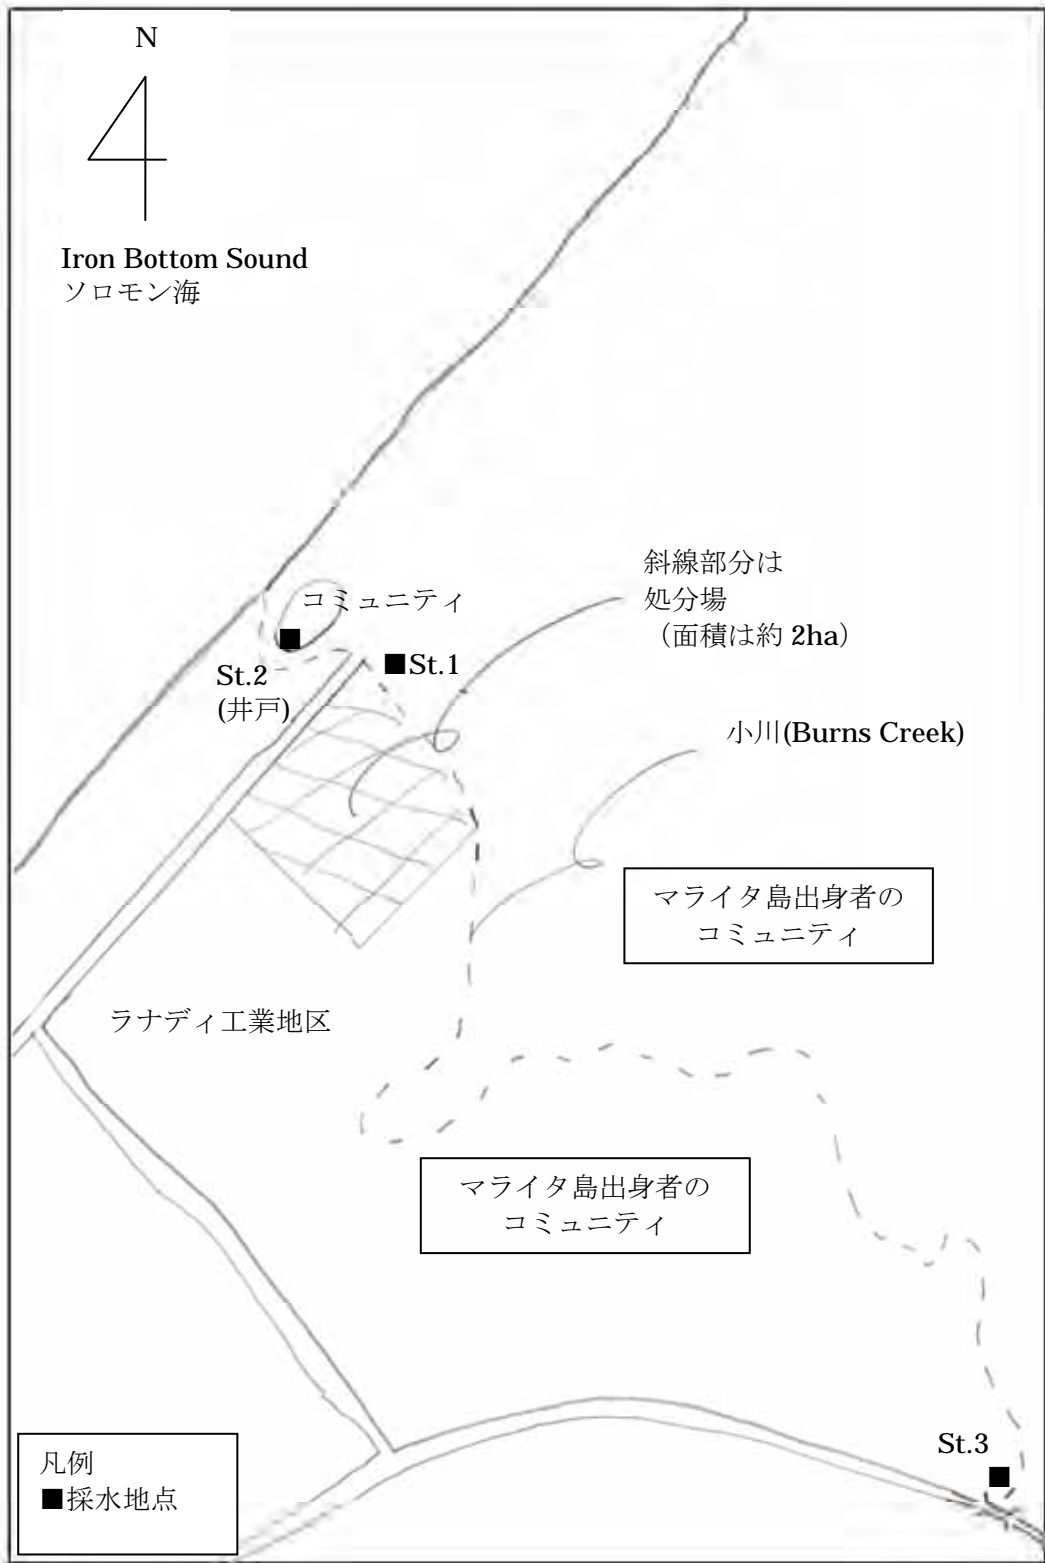 N
Iron Bottom Sound
ソロモン海
斜線部分は
処分場
（面積は約 2ha）
コミュニティ
■St.1
St.2
(井戸)
小川(Burns Creek)
マライタ島出身者の
コミュニティ
ラナディ工業地区
マライタ島出身者の
コミュニティ
St.3
凡例
■採水地点